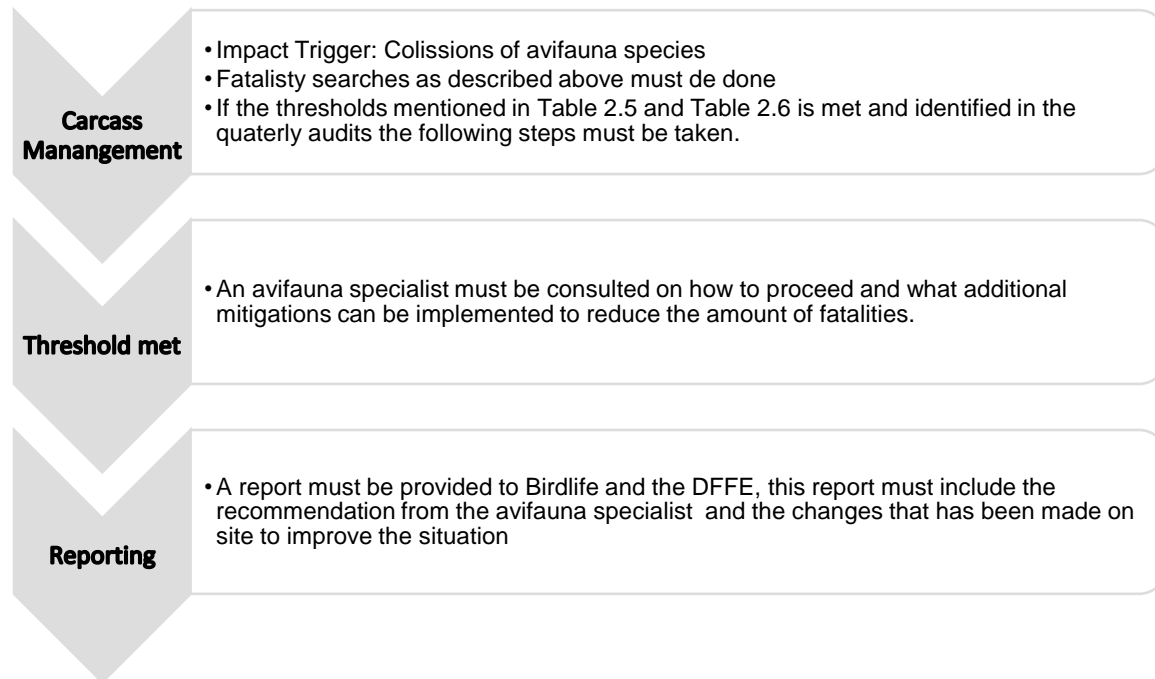 Carcass
Manangement
• Impact Trigger: Colissions of avifauna species
• Fatalisty searches as described above must de done
• If the thresholds mentioned in Table 2.5 and Table 2.6 is met and identified in the
quaterly audits the following steps must be taken.
Threshold met
• An avifauna specialist must be consulted on how to proceed and what additional
mitigations can be implemented to reduce the amount of fatalities.
Reporting
• A report must be provided to Birdlife and the DFFE, this report must include the
recommendation from the avifauna specialist and the changes that has been made on
site to improve the situation